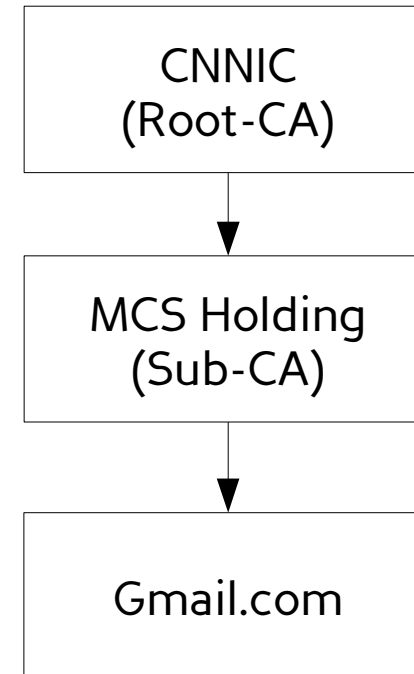 CNNIC
(Root-CA)
MCS Holding
(Sub-CA)
Gmail.com